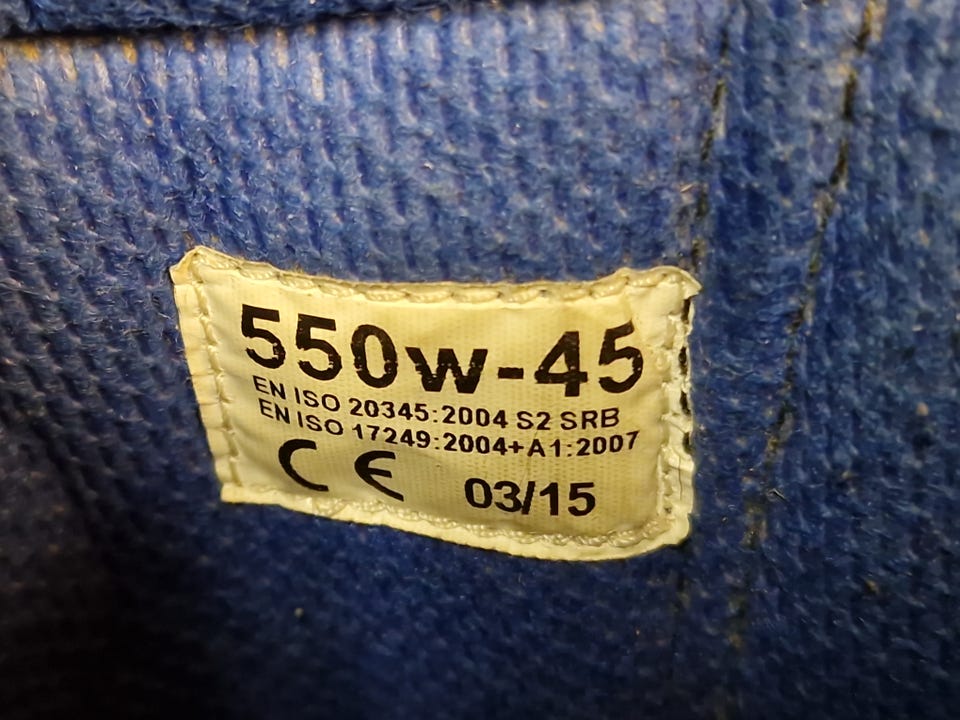 550w-45
EN ISO 20345:2004 S2 SRB
EN ISO 17249:2004+A1:2007
CE 03/15